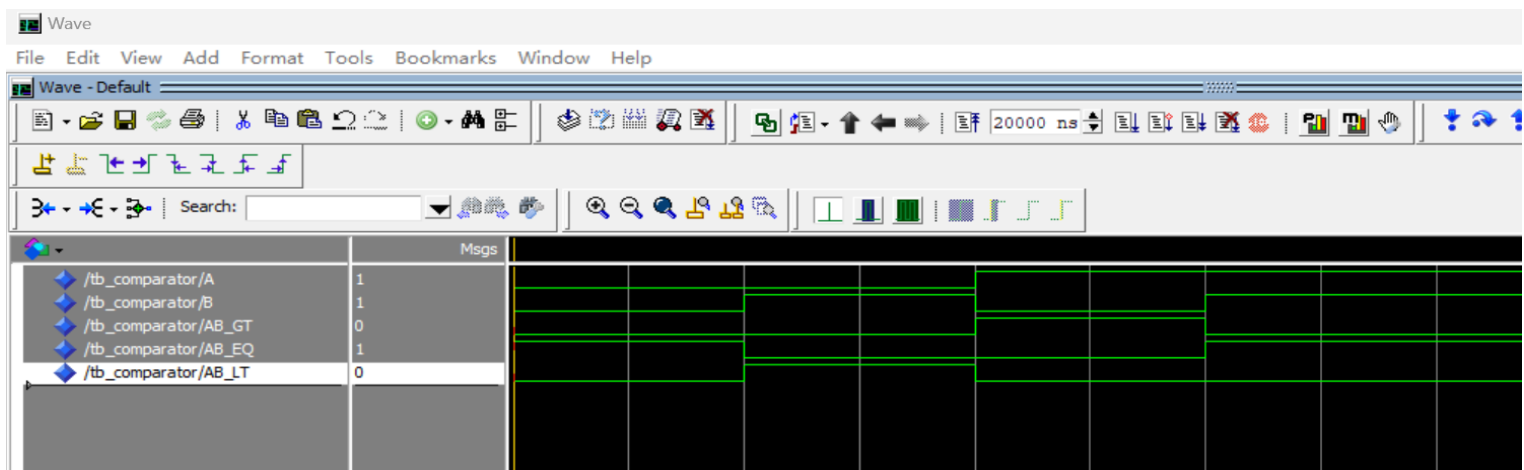 Wave
File Edit View Add Format Tools Bookmarks Window Help
Wave - Default
20000 ns
Search:
Msgs
/tb_comparator/A 1
/tb_comparator/B 1
/tb_comparator/AB_GT 0
/tb_comparator/AB_EQ 1
/tb_comparator/AB_LT 0